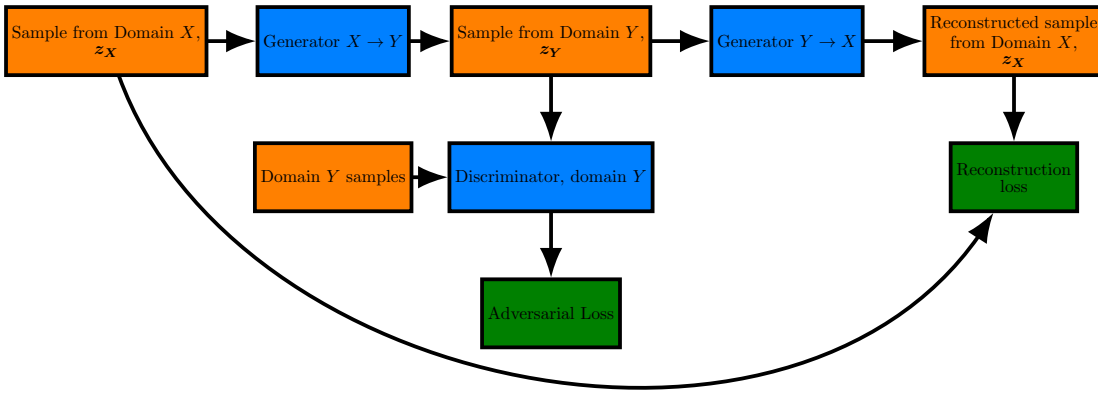 Sample from Domain X,
z_X
Generator X → Y
Sample from Domain Y,
z_Y
Generator Y → X
Reconstructed sample
from Domain X,
z_X
Domain Y samples
Discriminator, domain Y
Reconstruction
loss
Adversarial Loss